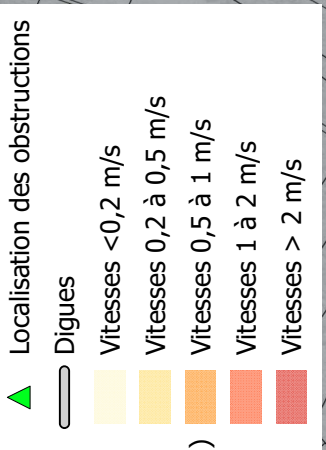 Localisation des obstructions
Digues
Vitesses <0,2 m/s
Vitesses 0,2 à 0,5 m/s
Vitesses 0,5 à 1 m/s
)
Vitesses 1 à 2 m/s
Vitesses > 2 m/s